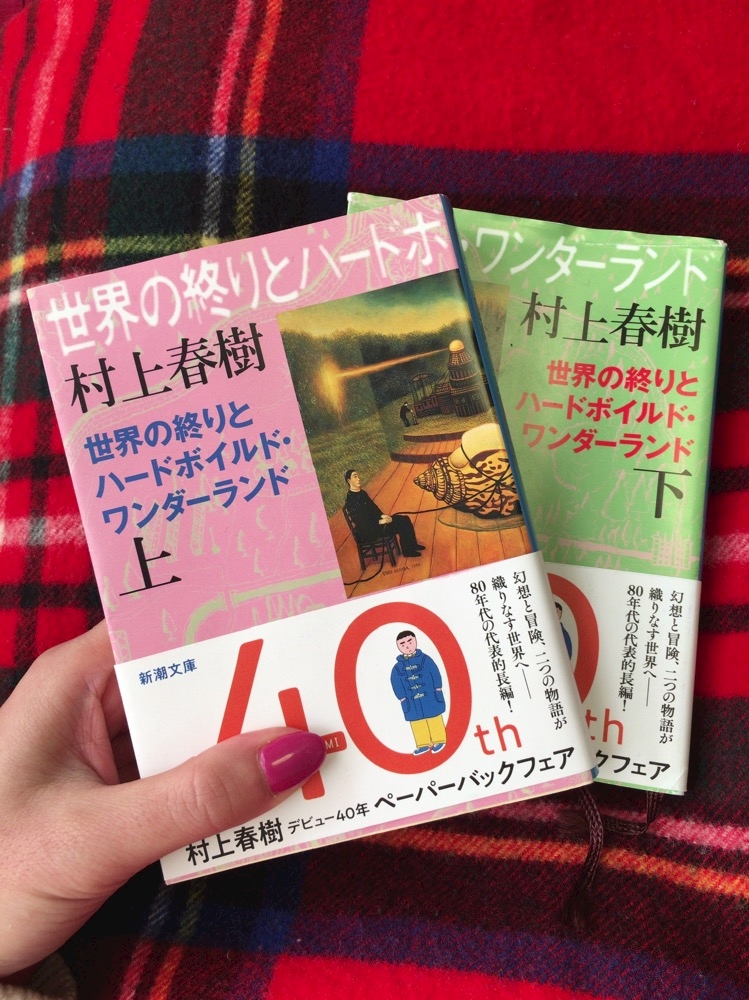 世界の終りとハードボ
村上春樹
世界の終りと
ハードボイルド・
ワンダーランド
上
新潮文庫
幻想と冒険、二つの物語が
織りなす世界へ――
80年代の代表的長編！
40th
MI
村上春樹 デビュー40年 ペーパーバックフェア
・ワンダーランド
村上春樹
世界の終りと
ハードボイルド・
ワンダーランド
下
幻想と冒険、二つの物語が
織りなす世界へ――
80年代の代表的長編！
0th
ックフェア